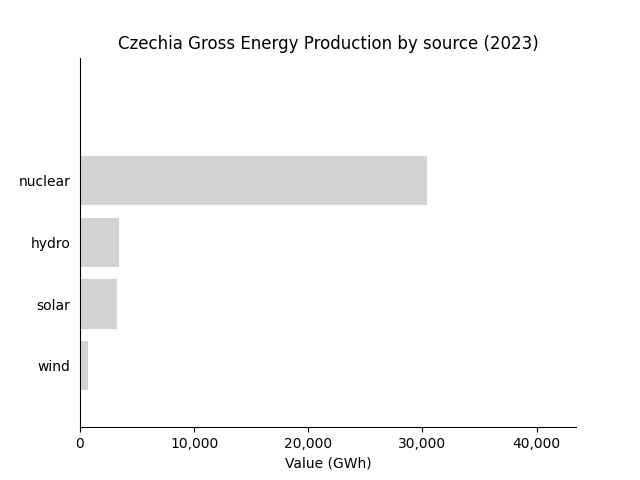 Czechia Gross Energy Production by source (2023)
nuclear
hydro
solar
wind
0 10,000 20,000 30,000 40,000
Value (GWh)